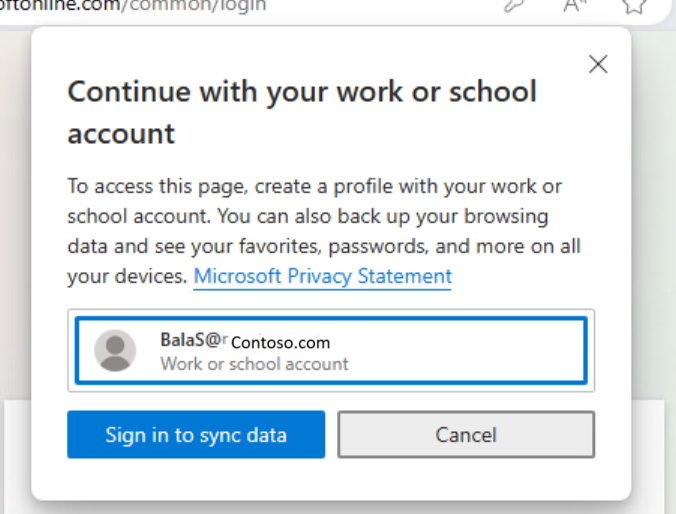 oftonline.com/common/login
Continue with your work or school
account
To access this page, create a profile with your work or
school account. You can also back up your browsing
data and see your favorites, passwords, and more on all
your devices. Microsoft Privacy Statement
BalaS@r Contoso.com
Work or school account
Sign in to sync data
Cancel